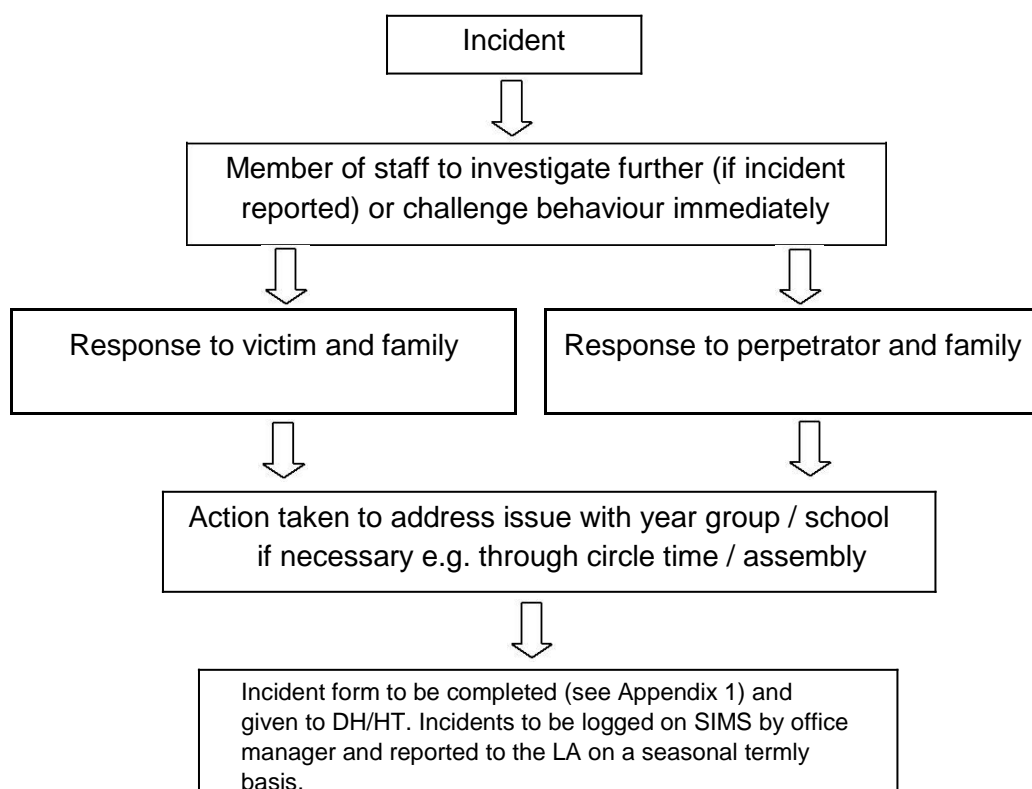 Incident
Member of staff to investigate further (if incident
reported) or challenge behaviour immediately
Response to victim and family
Response to perpetrator and family
Action taken to address issue with year group / school
if necessary e.g. through circle time / assembly
Incident form to be completed (see Appendix 1) and
given to DH/HT. Incidents to be logged on SIMS by office
manager and reported to the LA on a seasonal termly
basis.